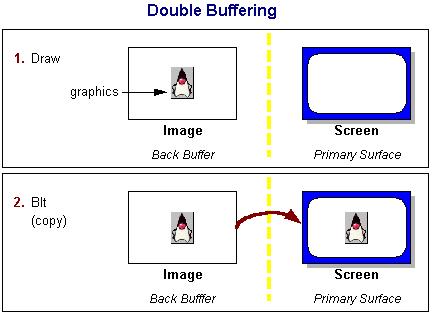 Double Buffering
1. Draw
graphics
Image
Screen
Back Buffer
Primary Surface
2. Blt
(copy)
Image
Screen
Back Bufffer
Primary Surface